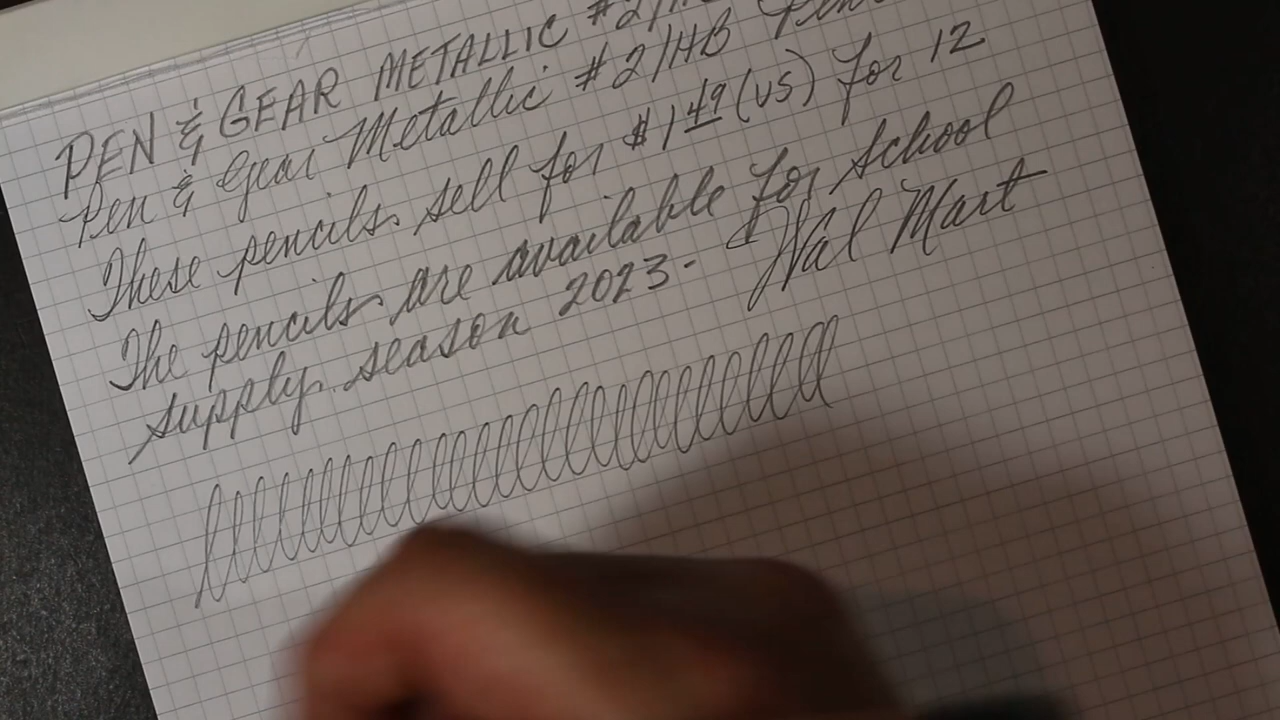 PEN & GEAR METALLIC #2/
Pen & Gear Metallic #2/HB
These pencils sell for $1.49 (US) for 12
The pencils are available for school
supply season 2023 - Wal Mart